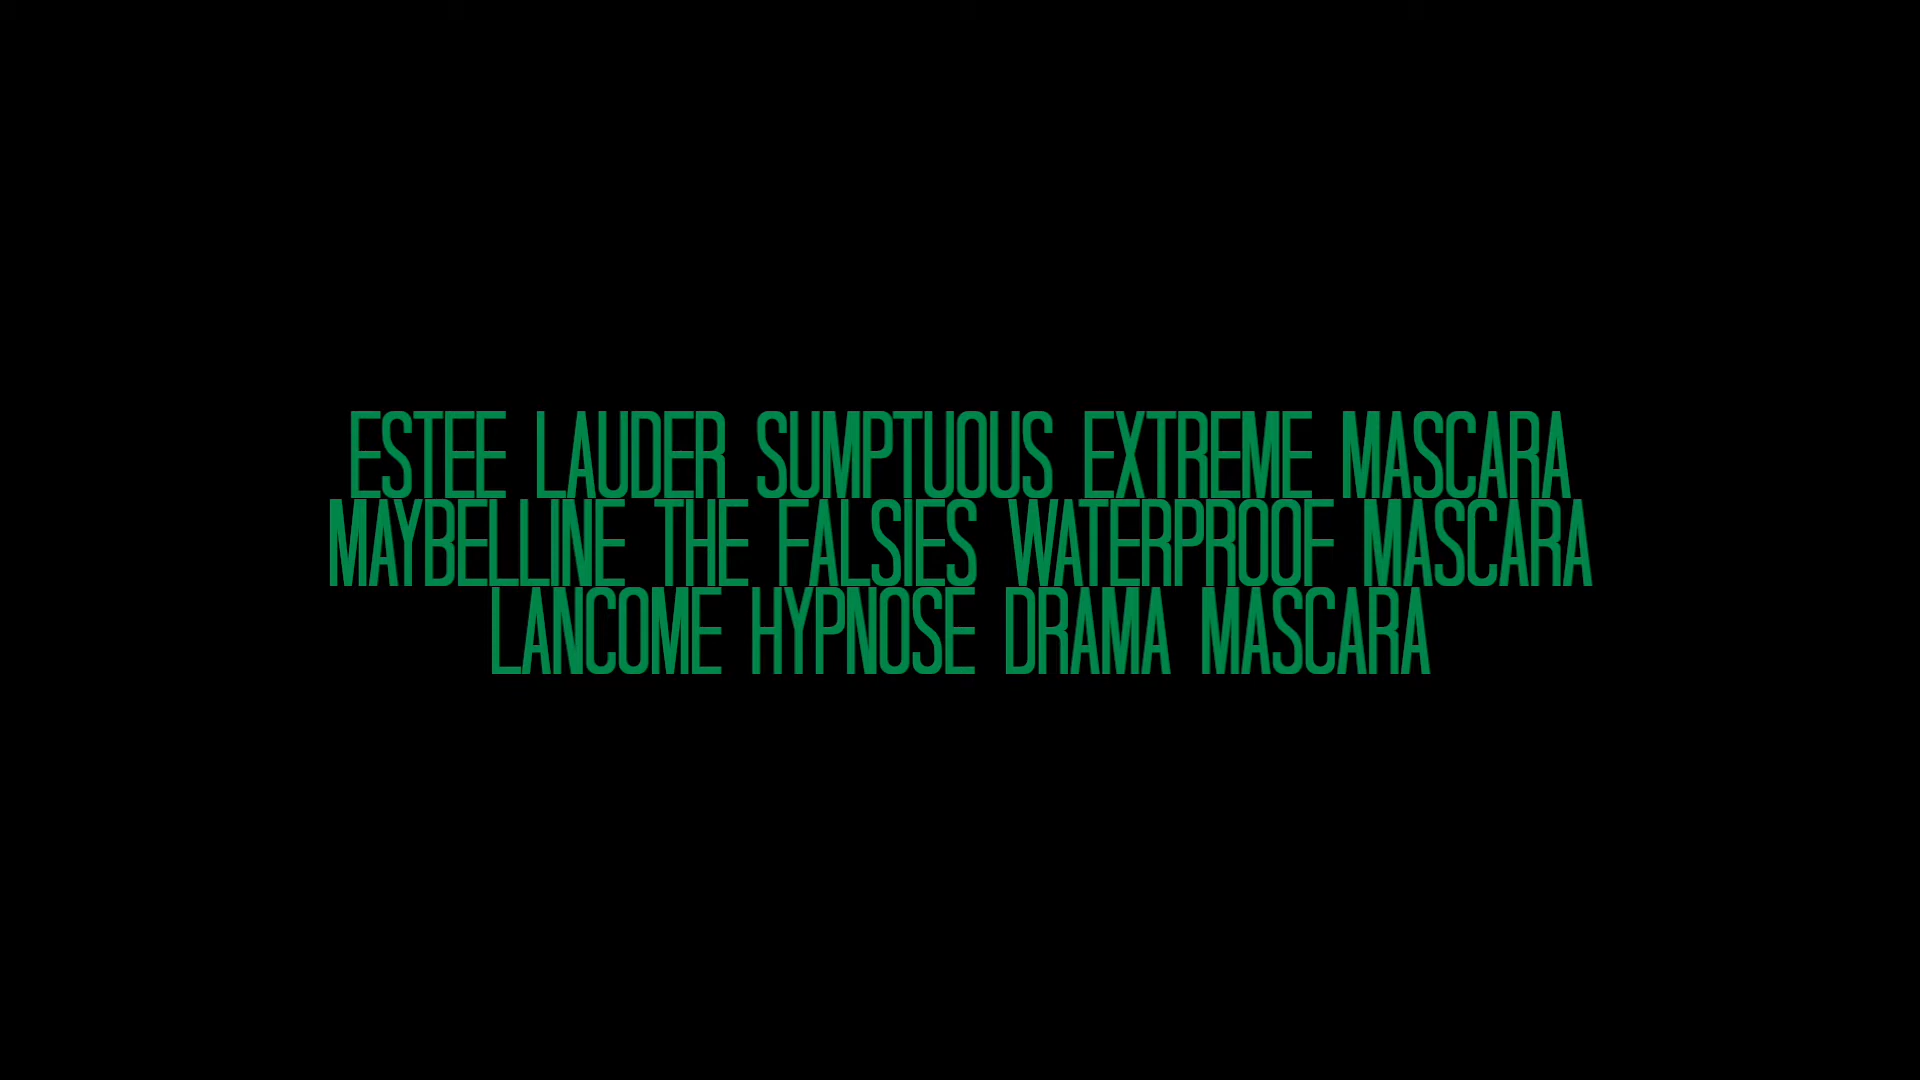 ESTEE LAUDER SUMPTUOUS EXTREME MASCARA
MAYBELLINE THE FALSIES WATERPROOF MASCARA
LANCOME HYPNOSE DRAMA MASCARA